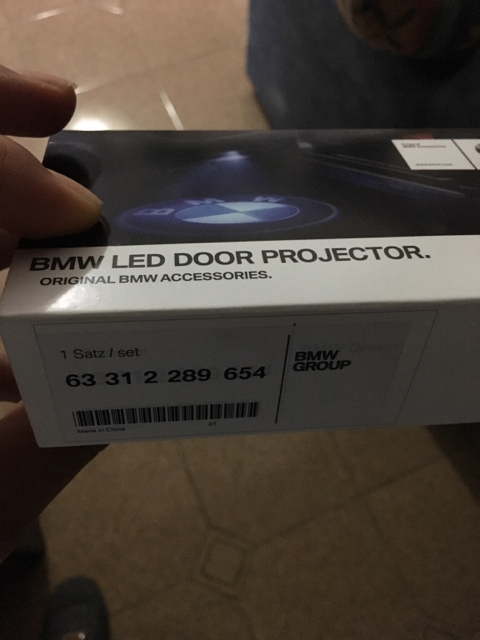 BMW
BMW LED DOOR PROJECTOR.
ORIGINAL BMW ACCESSORIES.
1 Satz / set
63 31 2 289 654
BMW
GROUP
Made in China